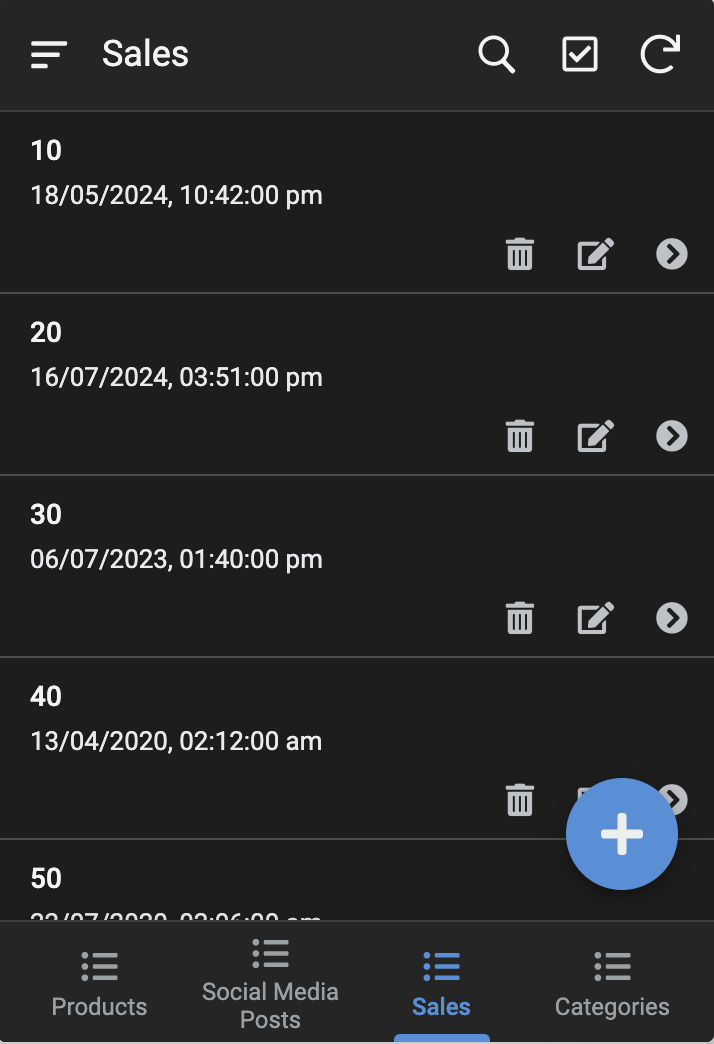 Sales
10
18/05/2024, 10:42:00 pm
20
16/07/2024, 03:51:00 pm
30
06/07/2023, 01:40:00 pm
40
13/04/2020, 02:12:00 am
50
Products
Social Media
Posts
Sales
Categories